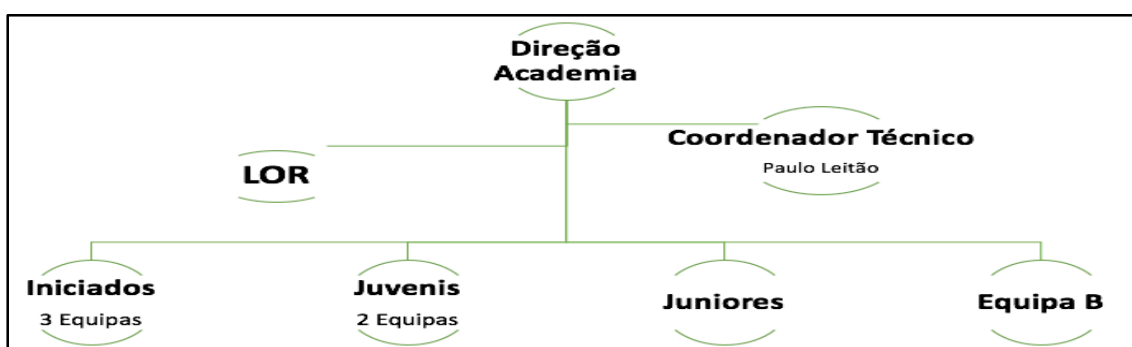 Direção
Academia
Coordenador Técnico
Paulo Leitão
LOR
Iniciados
3 Equipas
Juvenis
2 Equipas
Juniores
Equipa B